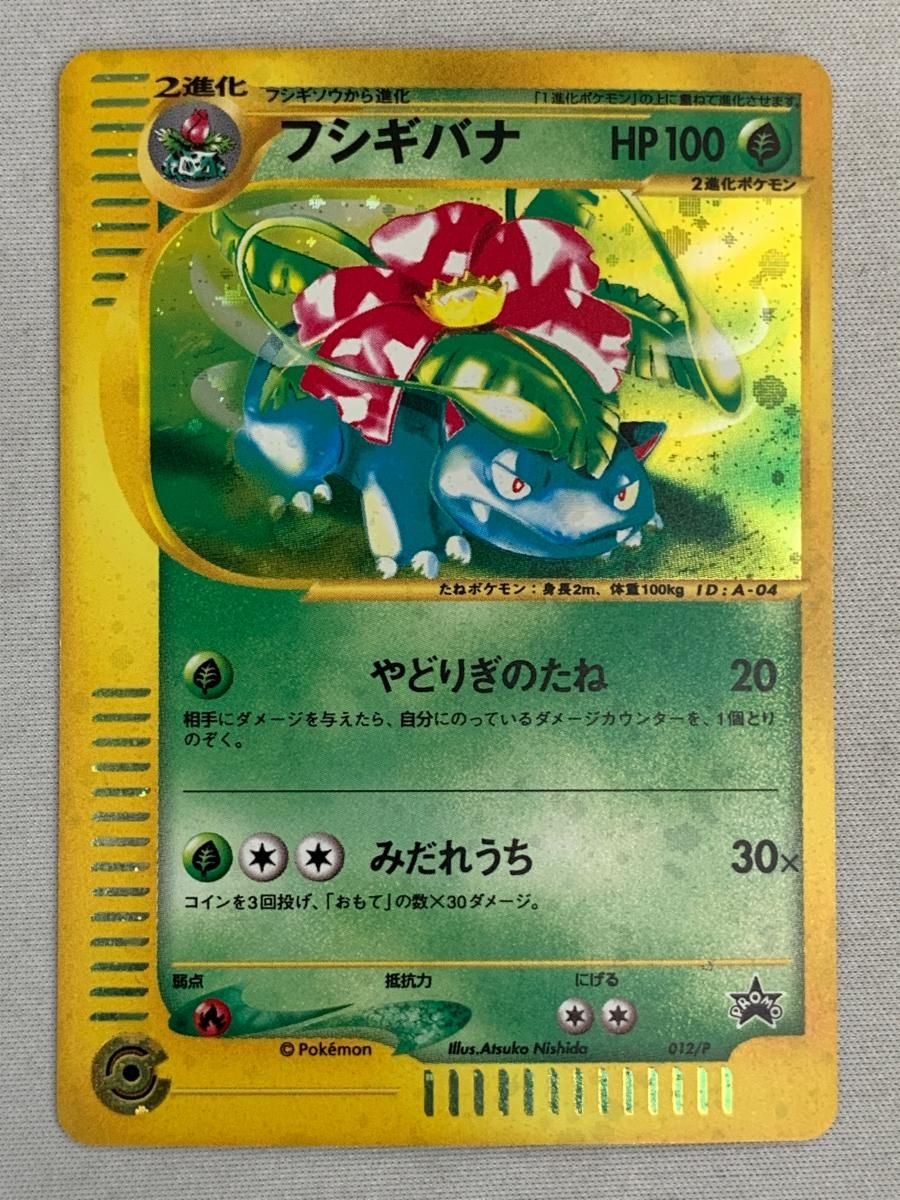 2進化
フシギソウから進化
「1進化ポケモン」の上に重ねて進化させます。
フシギバナ
HP100
2進化ポケモン
たねポケモン：身長2m、体重100kg ID:A-04
やどりぎのたね 20
相手にダメージを与えたら、自分にのっているダメージカウンターを、1個とり
のぞく。
みだれうち 30×
コインを3回投げ、「おもて」の数×30ダメージ。
弱点 抵抗力 にげる
PROMO
©Pokémon Illus.Atsuko Nishida 012/P